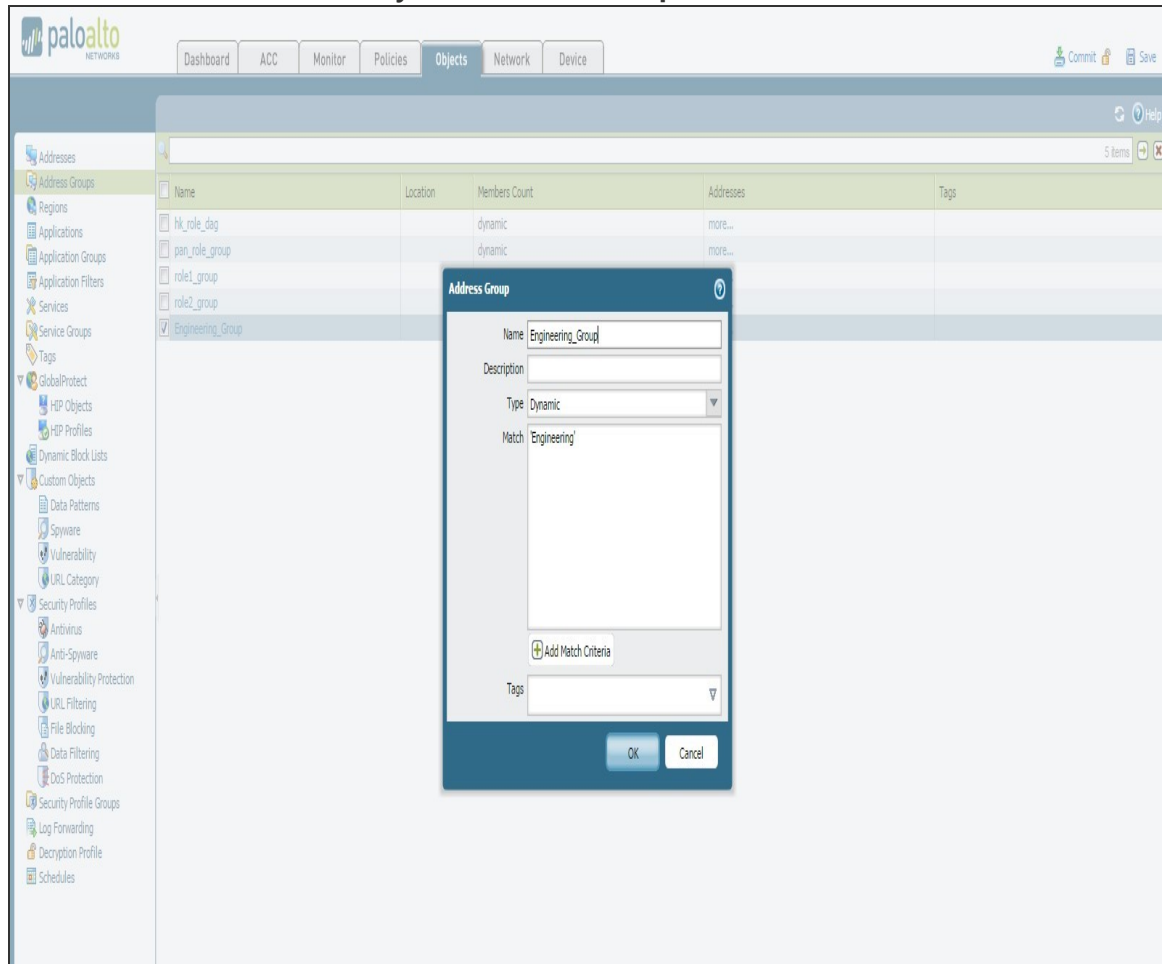 paloalto
NETWORKS
Dashboard ACC Monitor Policies Objects Network Device
Commit Save
Help
5 items
Addresses
Address Groups
Regions
Applications
Application Groups
Application Filters
Services
Service Groups
Tags
GlobalProtect
HIP Objects
HIP Profiles
Dynamic Block Lists
Custom Objects
Data Patterns
Spyware
Vulnerability
URL Category
Security Profiles
Antivirus
Anti-Spyware
Vulnerability Protection
URL Filtering
File Blocking
Data Filtering
DoS Protection
Security Profile Groups
Log Forwarding
Decryption Profile
Schedules
Name Location Members Count Addresses Tags
hk_role_dag dynamic more...
pan_role_group dynamic more...
role1_group
role2_group
Engineering_Group
Address Group
Name Engineering_Group
Description
Type Dynamic
Match 'Engineering'
Add Match Criteria
Tags
OK Cancel